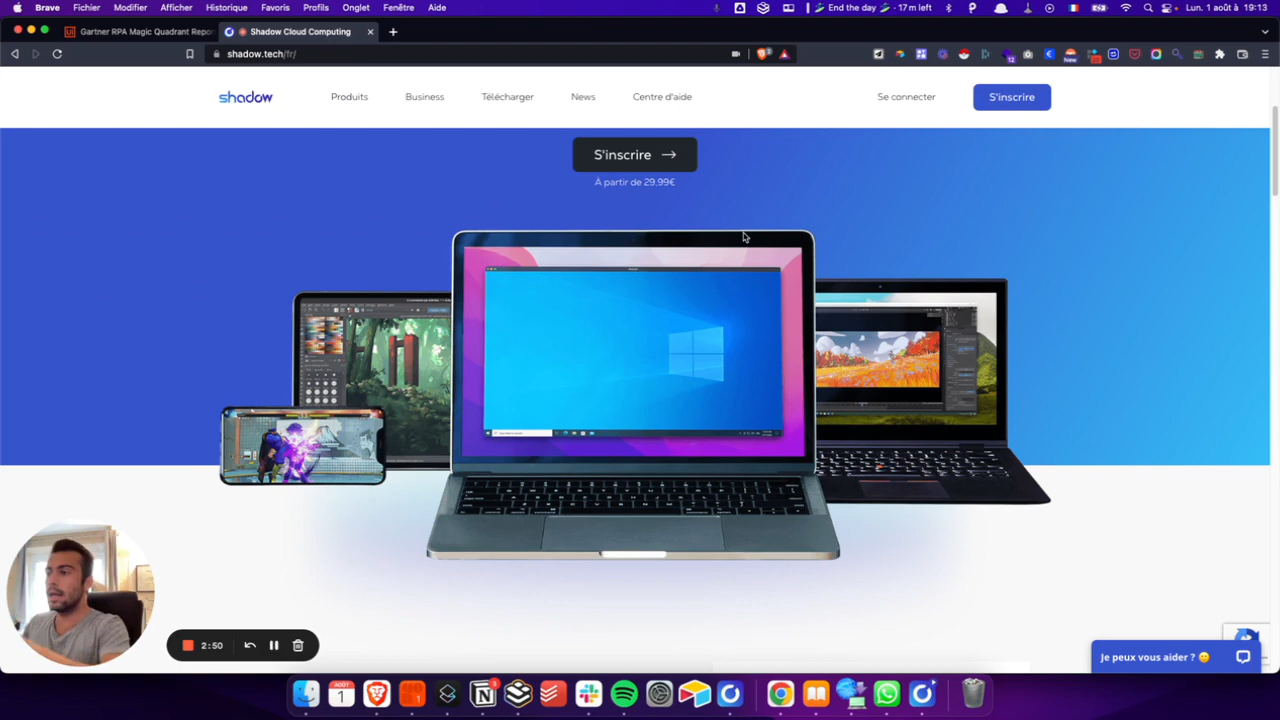 Brave Fichier Modifier Afficher Historique Favoris Profils Onglet Fenêtre Aide End the day - 17 m left Lun. 1 août à 19:13
Gartner RPA Magic Quadrant Repor Shadow Cloud Computing
shadow.tech/fr/
shadow Produits Business Télécharger News Centre d'aide Se connecter S'inscrire
S'inscrire
À partir de 29,99€
2:50
Je peux vous aider ?
AOÛT
1